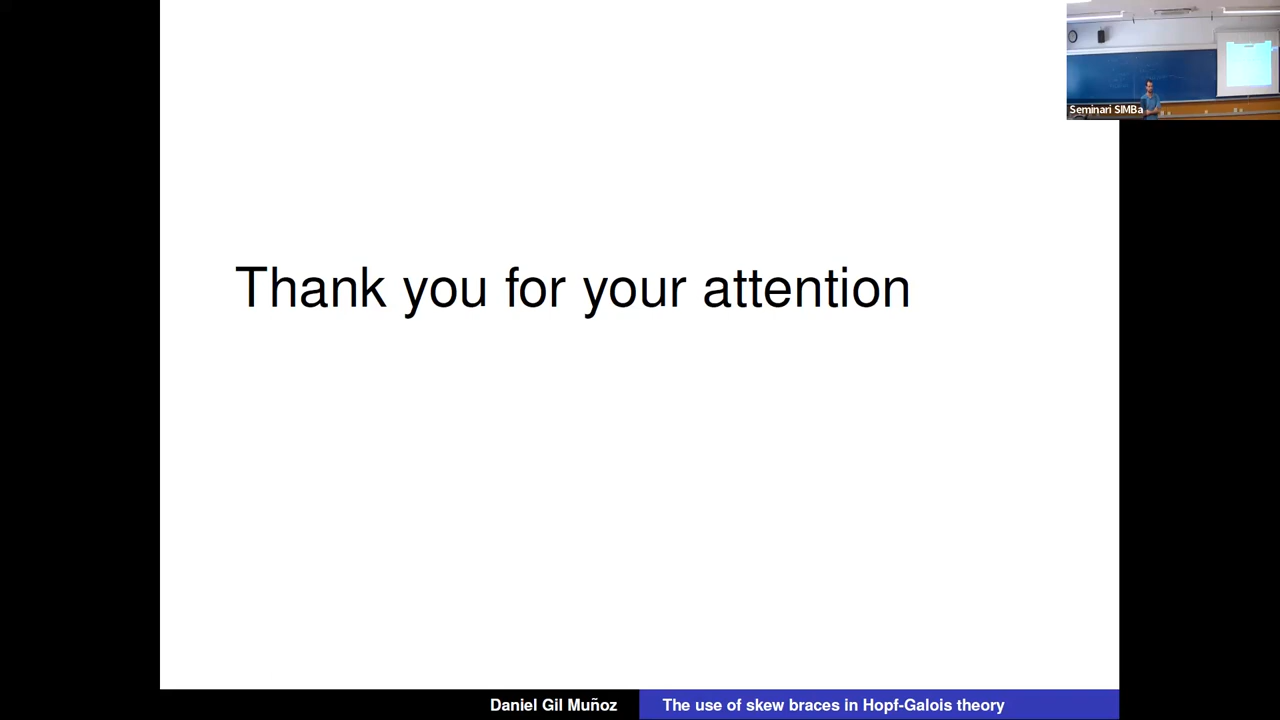 Seminari SIMBa
Thank you for your attention
Daniel Gil Muñoz
The use of skew braces in Hopf-Galois theory